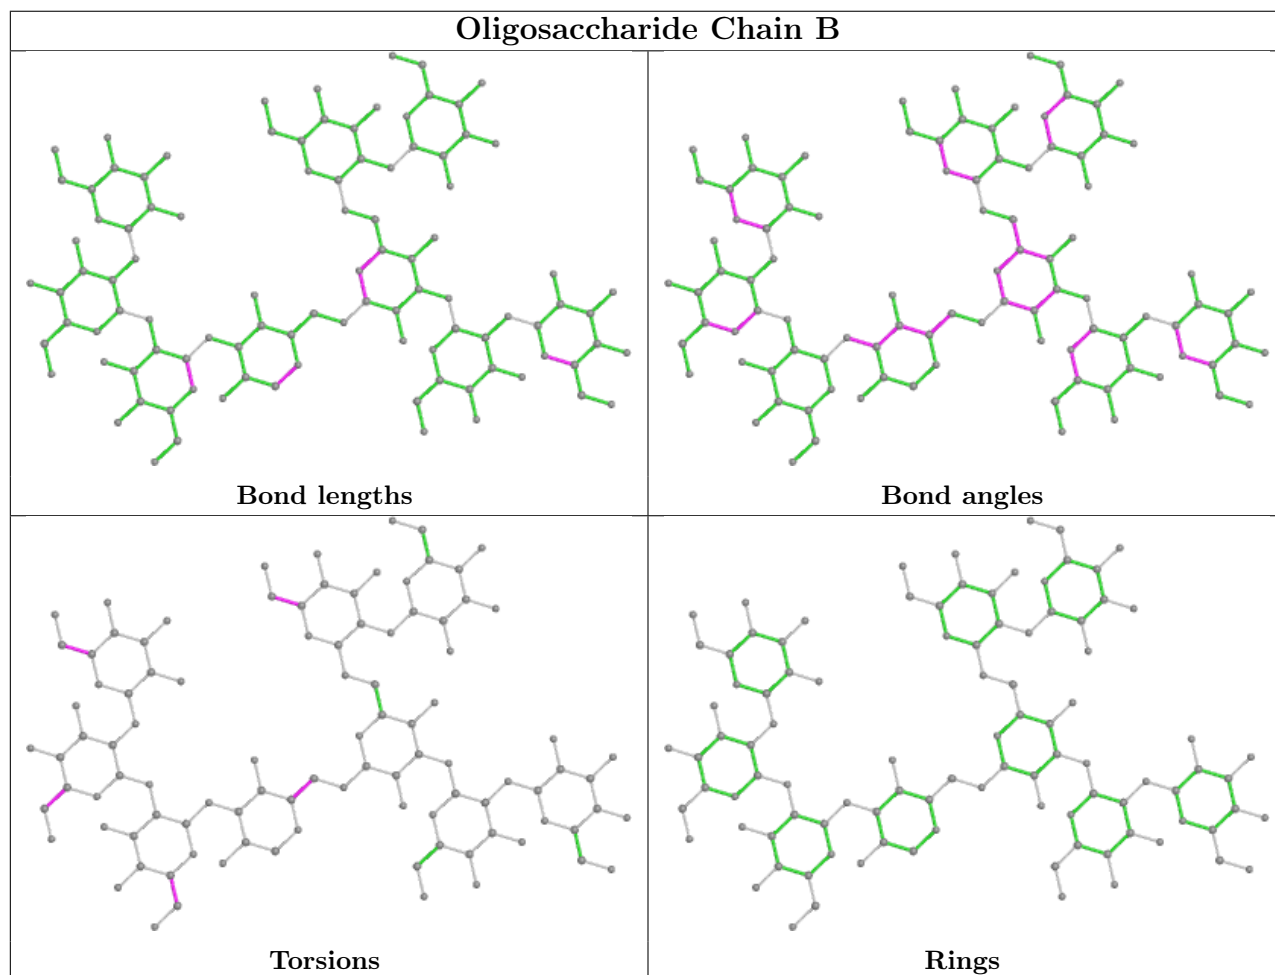 Oligosaccharide Chain B
Bond lengths
Bond angles
Torsions
Rings